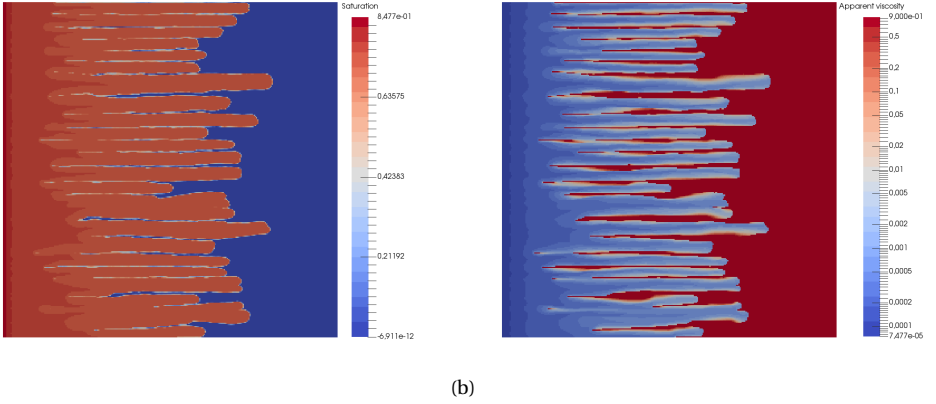 Saturation
8,477e-01
0,63575
0,42383
0,21192
-6,911e-12
Apparent viscosity
9,000e-01
0.5
0.2
0.1
0.05
0,02
0,01
0,005
0,002
0,001
0,0005
0,0002
0,0001
7,477e-05
(b)